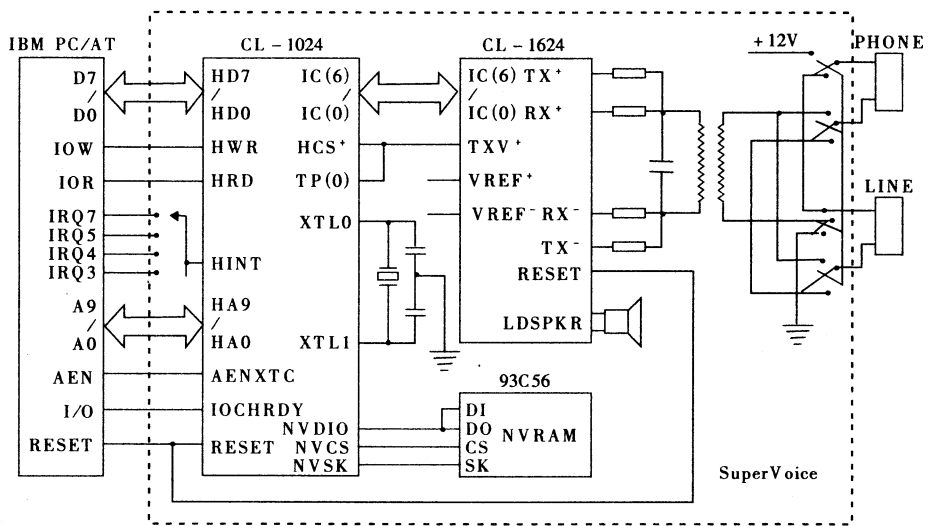 IBM PC/AT
CL-1024
CL-1624
+12V
PHONE
D7
/
D0
IOW
IOR
IRQ7
IRQ5
IRQ4
IRQ3
A9
/
A0
AEN
I/O
RESET
HD7
/
HD0
HWR
HRD
HINT
HA9
/
HA0
AENXTC
IOCHRDY
RESET
IC(6)
/
IC(0)
HCS+
TP(0)
XTL0
XTL1
NVDIO
NVCS
NVSK
IC(6) TX+
/
IC(0) RX+
TXV+
VREF+
VREF- RX-
TX-
RESET
LDSPKR
LINE
93C56
DI
DO
CS
SK
NVRAM
SuperVoice